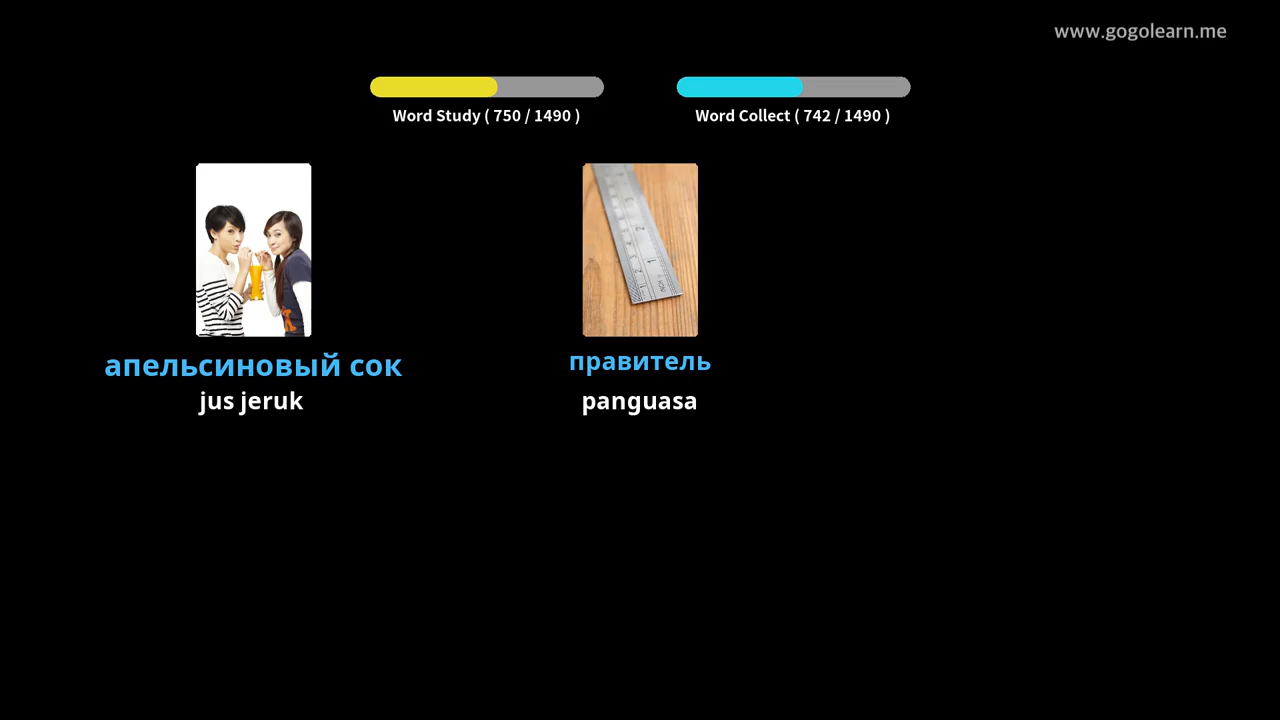 www.gogolearn.me
Word Study ( 750 / 1490 )
Word Collect ( 742 / 1490 )
апельсиновый сок
jus jeruk
правитель
panguasa